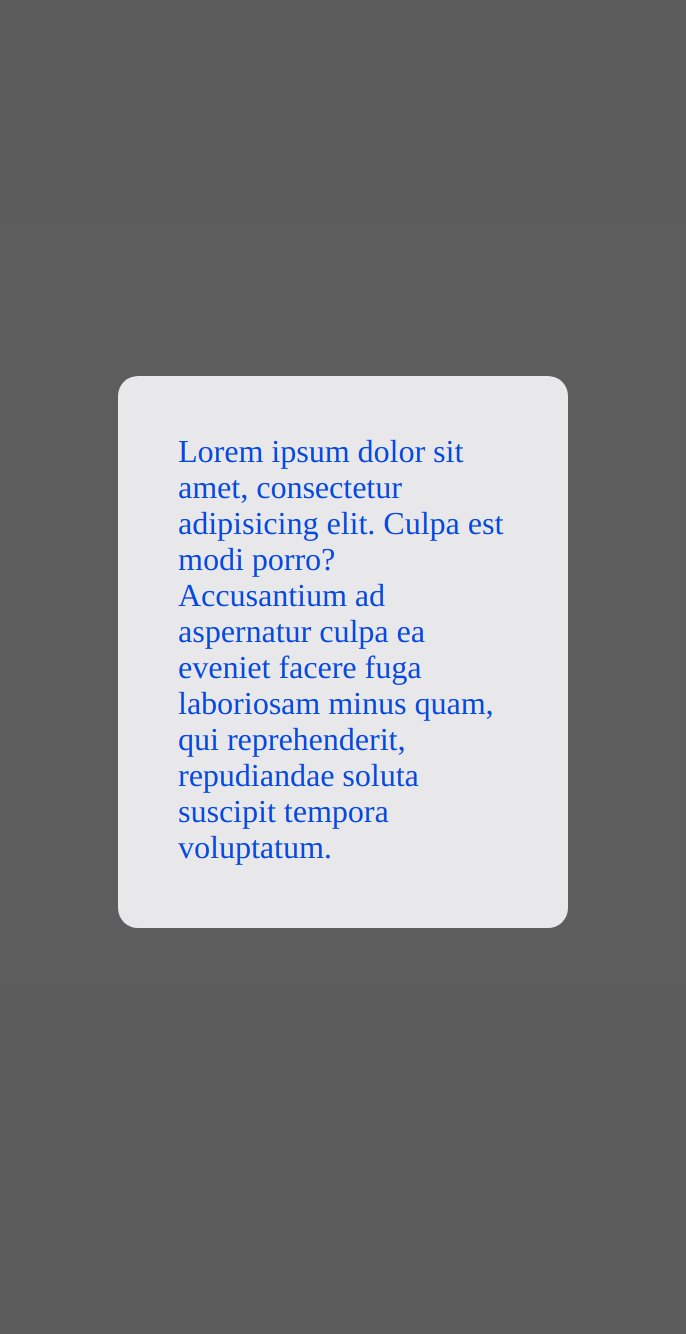 Lorem ipsum dolor sit
amet, consectetur
adipisicing elit. Culpa est
modi porro?
Accusantium ad
aspernatur culpa ea
eveniet facere fuga
laboriosam minus quam,
qui reprehenderit,
repudiandae soluta
suscipit tempora
voluptatum.